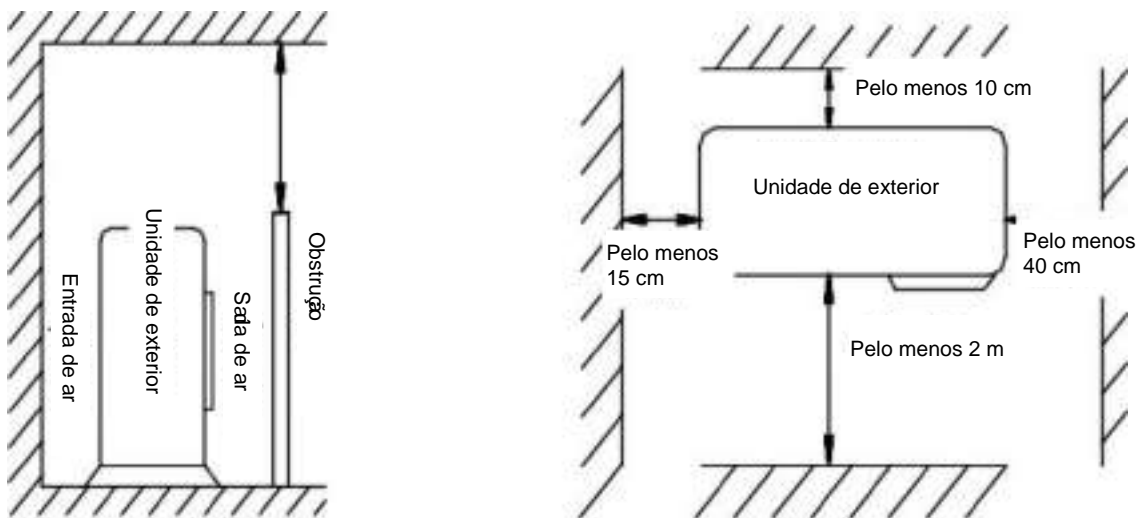 Entrada de ar
Unidade de exterior
Saída de ar
Obstrução
Pelo menos 10 cm
Unidade de exterior
Pelo menos
15 cm
Pelo menos
40 cm
Pelo menos 2 m